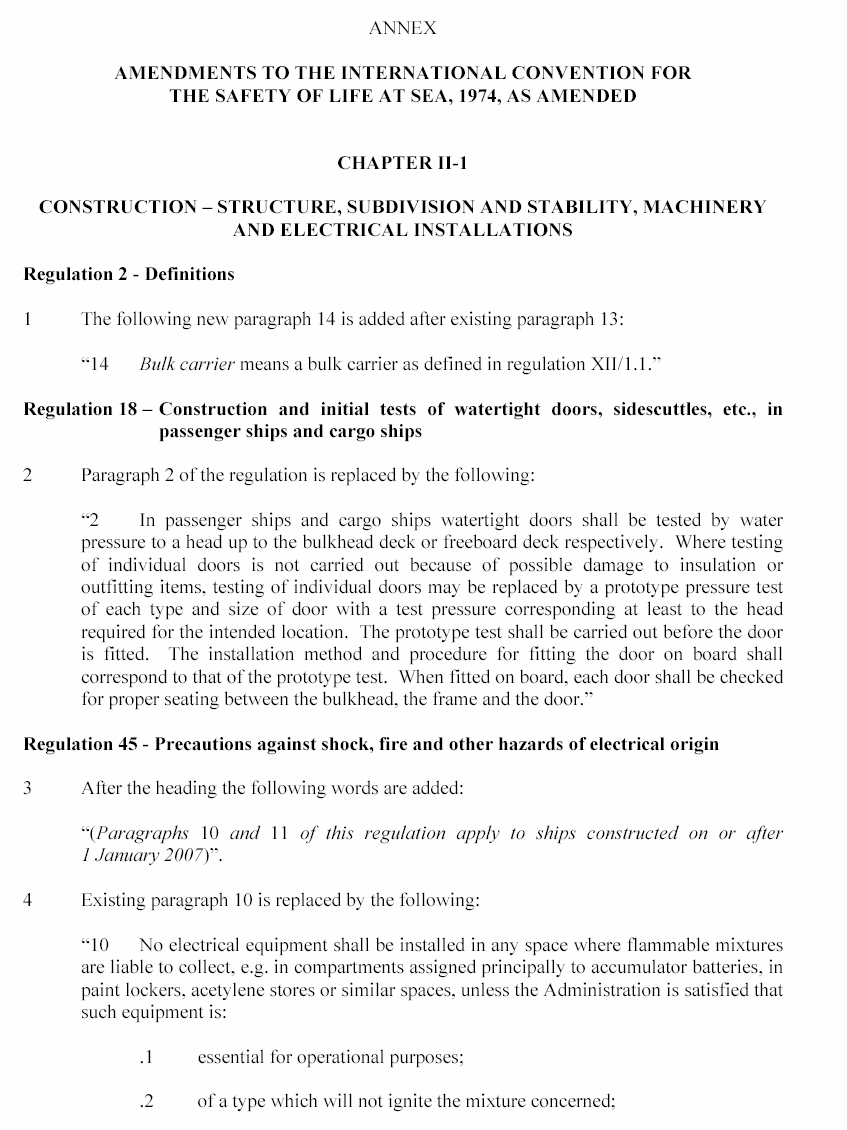 ANNEX
AMENDMENTS TO THE INTERNATIONAL CONVENTION FOR
THE SAFETY OF LIFE AT SEA, 1974, AS AMENDED
CHAPTER II-1
CONSTRUCTION – STRUCTURE, SUBDIVISION AND STABILITY, MACHINERY
AND ELECTRICAL INSTALLATIONS
Regulation 2 - Definitions
1 The following new paragraph 14 is added after existing paragraph 13:
“14 Bulk carrier means a bulk carrier as defined in regulation XII/1.1.”
Regulation 18 – Construction and initial tests of watertight doors, sidescuttles, etc., in
passenger ships and cargo ships
2 Paragraph 2 of the regulation is replaced by the following:
“2 In passenger ships and cargo ships watertight doors shall be tested by water
pressure to a head up to the bulkhead deck or freeboard deck respectively. Where testing
of individual doors is not carried out because of possible damage to insulation or
outfitting items, testing of individual doors may be replaced by a prototype pressure test
of each type and size of door with a test pressure corresponding at least to the head
required for the intended location. The prototype test shall be carried out before the door
is fitted. The installation method and procedure for fitting the door on board shall
correspond to that of the prototype test. When fitted on board, each door shall be checked
for proper seating between the bulkhead, the frame and the door.”
Regulation 45 - Precautions against shock, fire and other hazards of electrical origin
3 After the heading the following words are added:
“(Paragraphs 10 and 11 of this regulation apply to ships constructed on or after
1 January 2007)”.
4 Existing paragraph 10 is replaced by the following:
“10 No electrical equipment shall be installed in any space where flammable mixtures
are liable to collect, e.g. in compartments assigned principally to accumulator batteries, in
paint lockers, acetylene stores or similar spaces, unless the Administration is satisfied that
such equipment is:
.1 essential for operational purposes;
.2 of a type which will not ignite the mixture concerned;